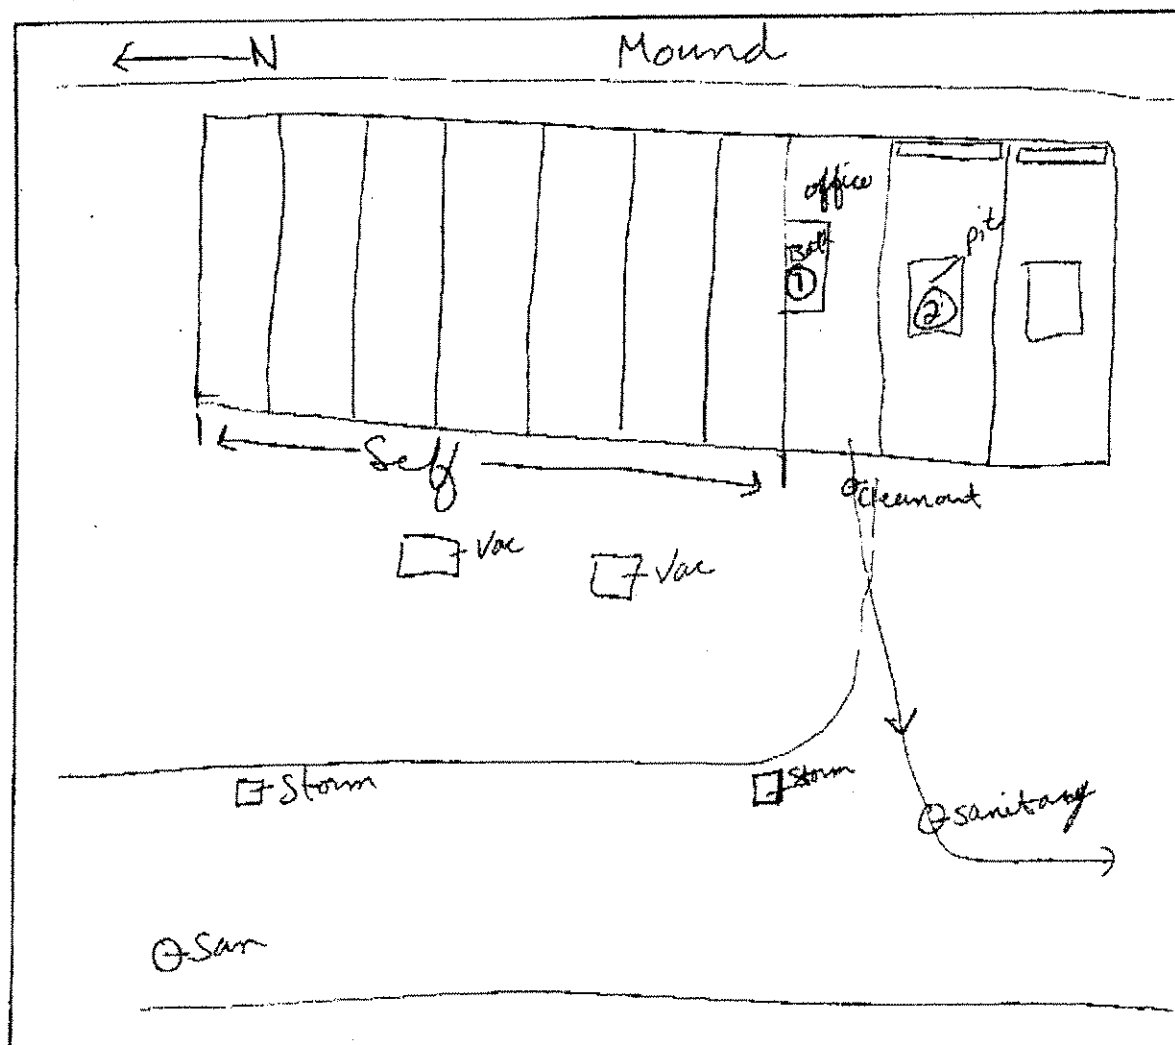 N
Mound
office
pit
Bath
1
2
Self
Cleanout
Vac
Vac
Storm
Storm
Sanitary
San